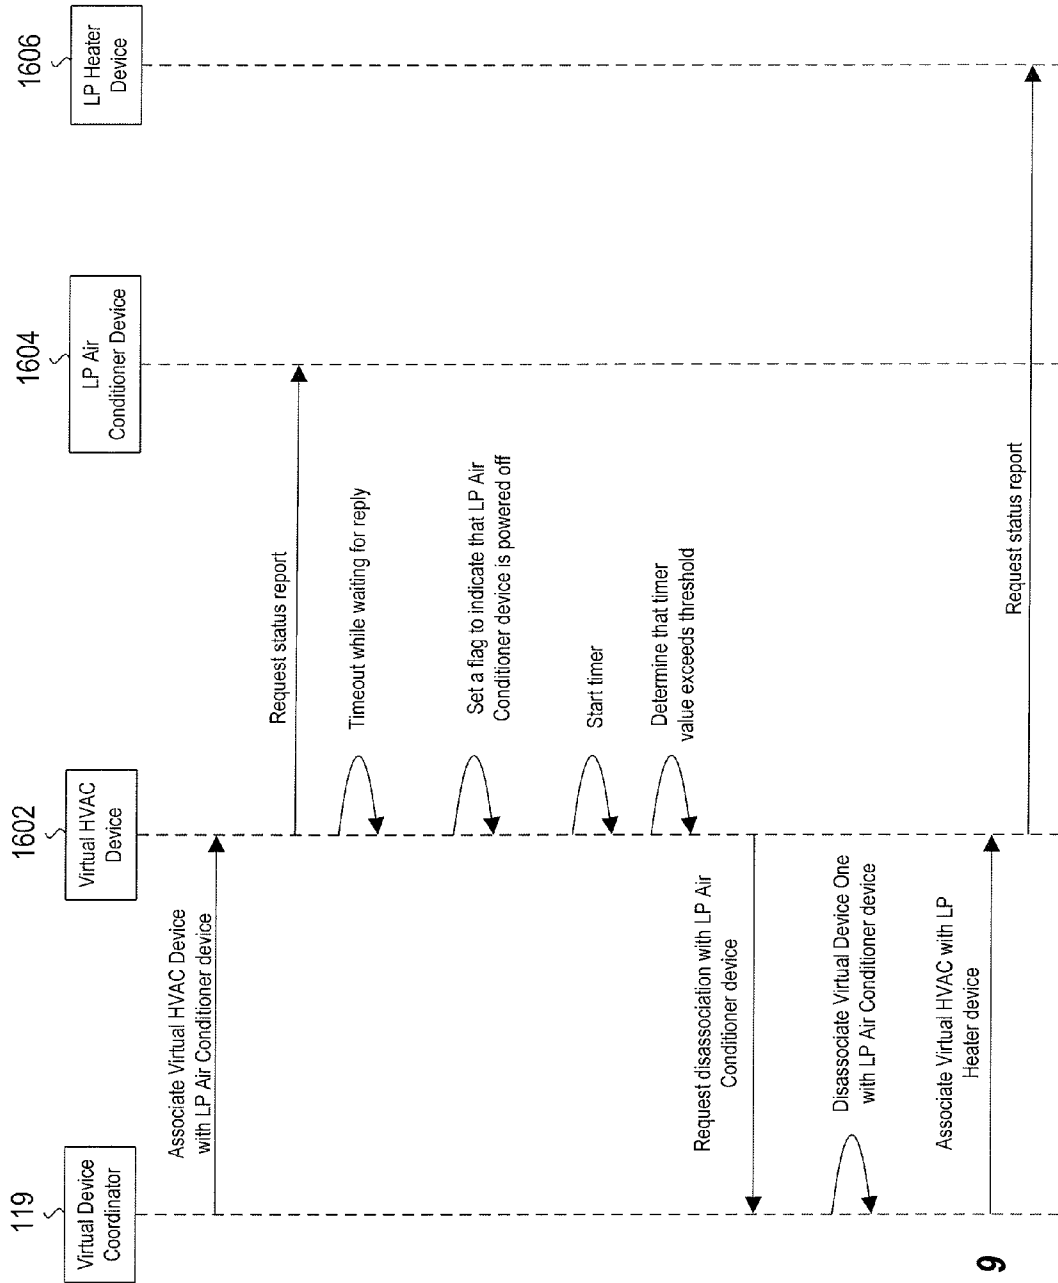 119
Virtual Device
Coordinator
1602
Virtual HVAC
Device
1604
LP Air
Conditioner Device
1606
LP Heater
Device
Associate Virtual HVAC Device
with LP Air Conditioner device
Request status report
Timeout while waiting for reply
Set a flag to indicate that LP Air
Conditioner device is powered off
Start timer
Determine that timer
value exceeds threshold
Request disassociation with LP Air
Conditioner device
Disassociate Virtual Device One
with LP Air Conditioner device
Associate Virtual HVAC with LP
Heater device
Request status report